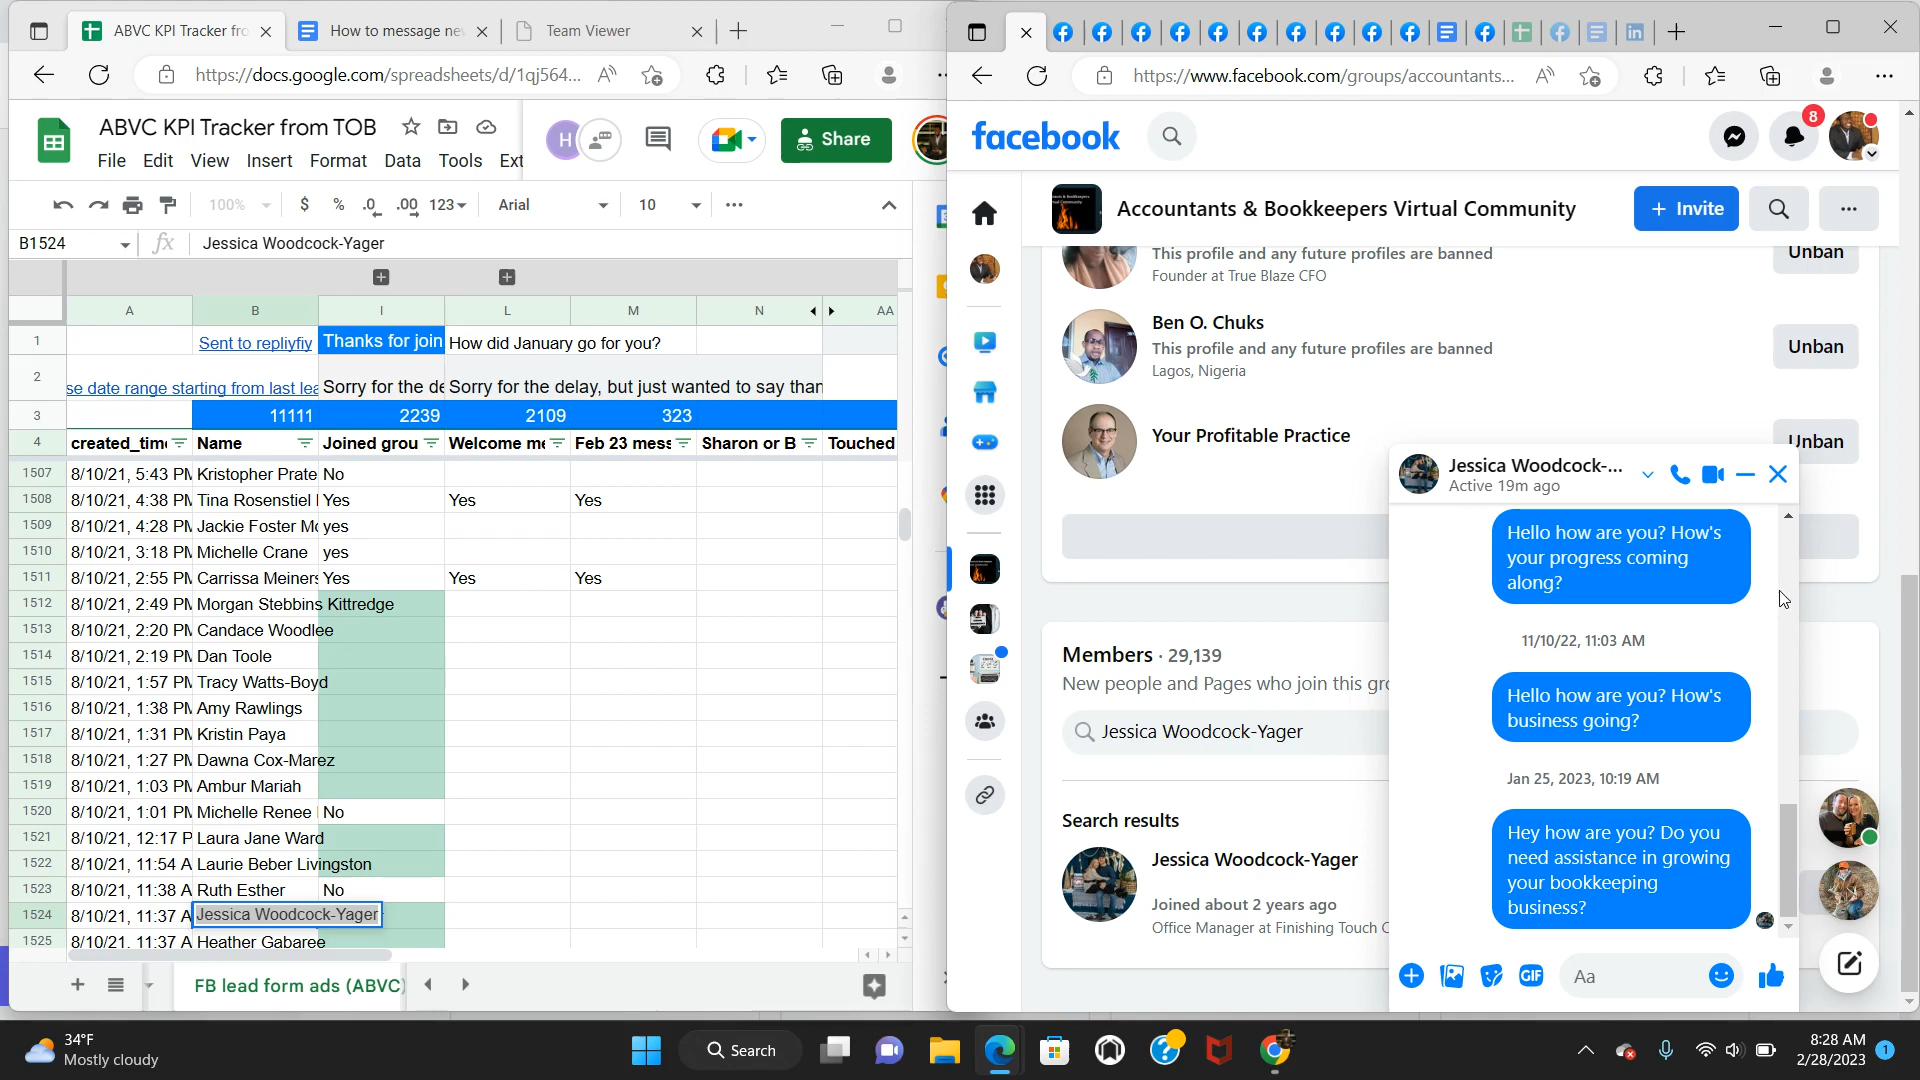 ABVC KPI Tracker fro
How to message ne
Team Viewer
https://docs.google.com/spreadsheets/d/1qj564...
ABVC KPI Tracker from TOB
File Edit View Insert Format Data Tools Ext
H
Share
100% $ % .0 .00 123 Arial 10
B1524 fx Jessica Woodcock-Yager
A B I L M N AA
1 Sent to repliyfiy Thanks for join How did January go for you?
2 se date range starting from last lea Sorry for the de Sorry for the delay, but just wanted to say than
3 11111 2239 2109 323
4 created_time Name Joined grou Welcome me Feb 23 mess Sharon or B Touched
1507 8/10/21, 5:43 PM Kristopher Prate No
1508 8/10/21, 4:38 PM Tina Rosenstiel Yes Yes Yes
1509 8/10/21, 4:28 PM Jackie Foster Mc yes
1510 8/10/21, 3:18 PM Michelle Crane yes
1511 8/10/21, 2:55 PM Carrissa Meiners Yes Yes Yes
1512 8/10/21, 2:49 PM Morgan Stebbins Kittredge
1513 8/10/21, 2:20 PM Candace Woodlee
1514 8/10/21, 2:19 PM Dan Toole
1515 8/10/21, 1:57 PM Tracy Watts-Boyd
1516 8/10/21, 1:38 PM Amy Rawlings
1517 8/10/21, 1:31 PM Kristin Paya
1518 8/10/21, 1:27 PM Dawna Cox-Marez
1519 8/10/21, 1:03 PM Ambur Mariah
1520 8/10/21, 1:01 PM Michelle Renee No
1521 8/10/21, 12:17 P Laura Jane Ward
1522 8/10/21, 11:54 A Laurie Beber Livingston
1523 8/10/21, 11:38 A Ruth Esther No
1524 8/10/21, 11:37 A Jessica Woodcock-Yager
1525 8/10/21, 11:37 A Heather Gabaree
FB lead form ads (ABVC)
https://www.facebook.com/groups/accountants...
facebook
8
Accountants & Bookkeepers Virtual Community
+ Invite
This profile and any future profiles are banned
Founder at True Blaze CFO
Unban
Ben O. Chuks
This profile and any future profiles are banned
Lagos, Nigeria
Unban
Your Profitable Practice
Unban
Members · 29,139
New people and Pages who join this gr
Jessica Woodcock-Yager
Search results
Jessica Woodcock-Yager
Joined about 2 years ago
Office Manager at Finishing Touch C
Jessica Woodcock-...
Active 19m ago
Hello how are you? How's
your progress coming
along?
11/10/22, 11:03 AM
Hello how are you? How's
business going?
Jan 25, 2023, 10:19 AM
Hey how are you? Do you
need assistance in growing
your bookkeeping
business?
GIF
Aa
34°F
Mostly cloudy
Search
8:28 AM
2/28/2023
1